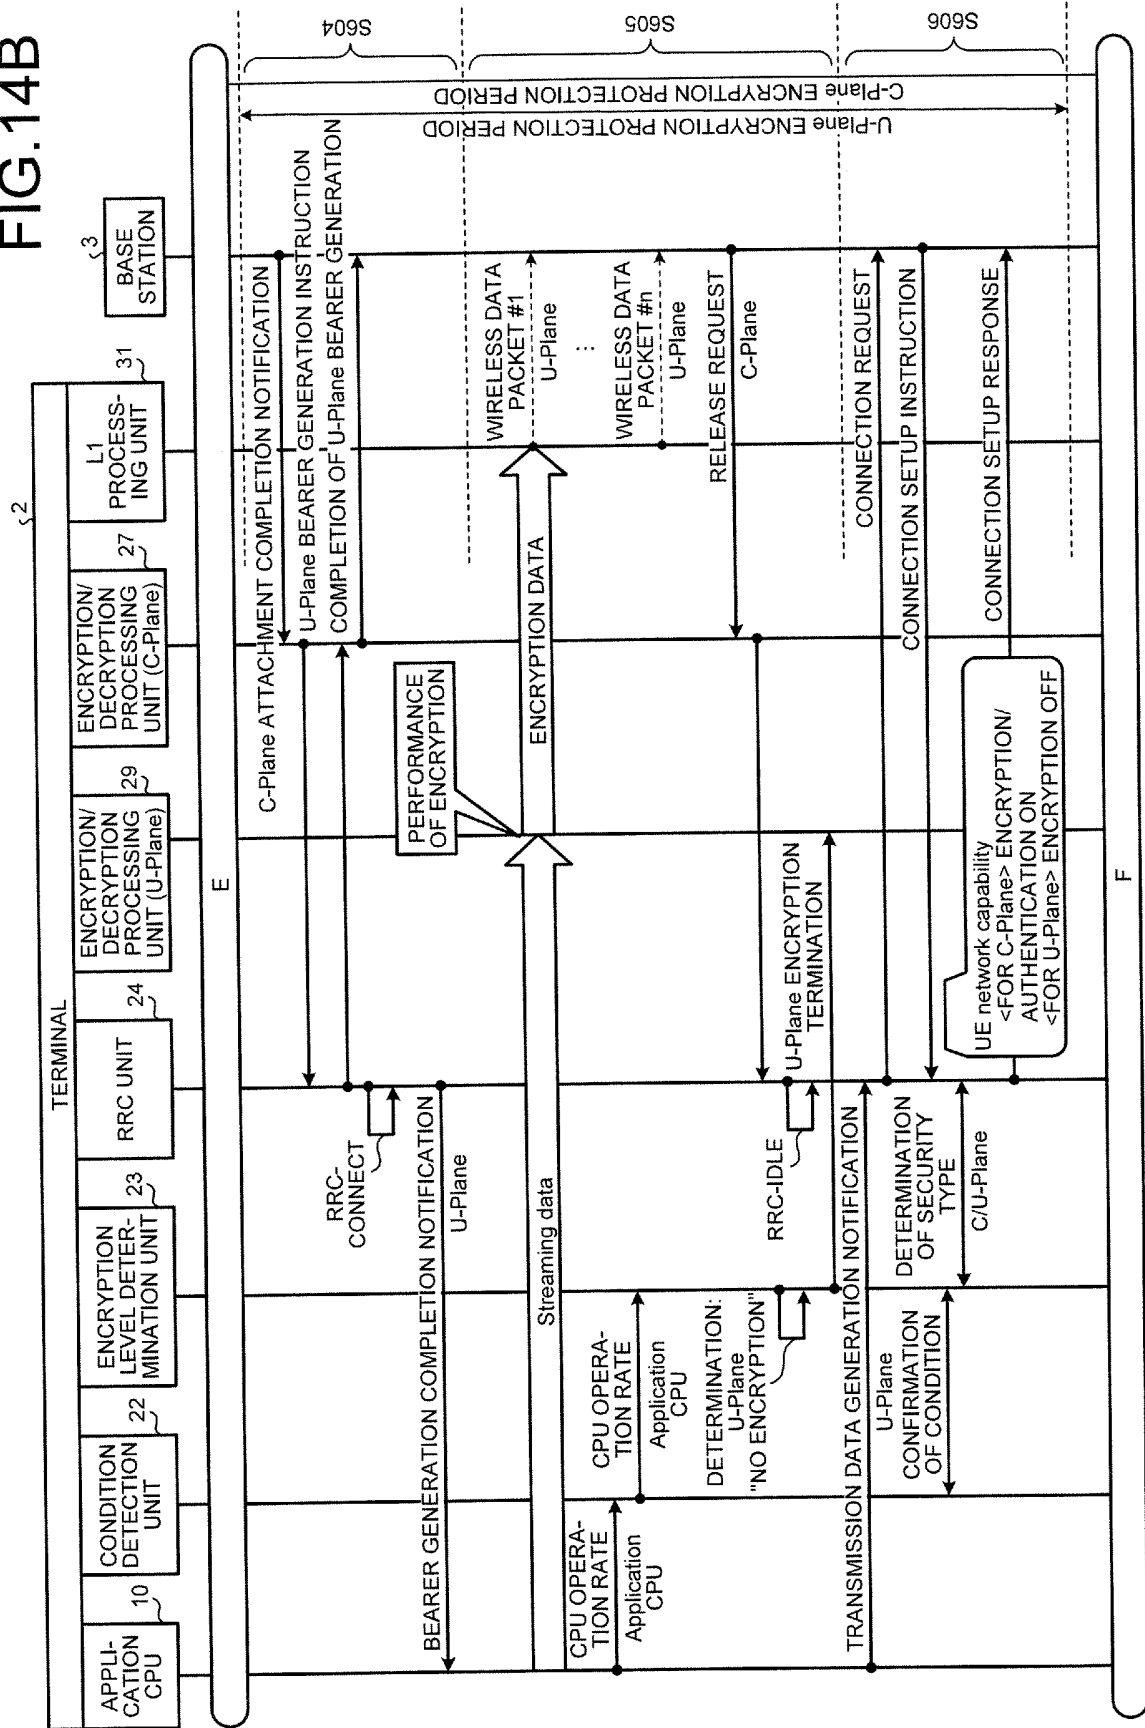 FIG.14B
2
TERMINAL
10
APPLI-
CATION
CPU
22
CONDITION
DETECTION
UNIT
23
ENCRYPTION
LEVEL DETER-
MINATION UNIT
24
RRC UNIT
29
ENCRYPTION/
DECRYPTION
PROCESSING
UNIT (U-Plane)
27
ENCRYPTION/
DECRYPTION
PROCESSING
UNIT (C-Plane)
31
L1
PROCESS-
ING UNIT
3
BASE
STATION
E
C-Plane ATTACHMENT COMPLETION NOTIFICATION
U-Plane BEARER GENERATION INSTRUCTION
COMPLETION OF U-Plane BEARER GENERATION
RRC-
CONNECT
BEARER GENERATION COMPLETION NOTIFICATION
U-Plane
S604
PERFORMANCE
OF ENCRYPTION
Streaming data
ENCRYPTION DATA
WIRELESS DATA
PACKET #1
U-Plane
...
WIRELESS DATA
PACKET #n
U-Plane
CPU OPERA-
TION RATE
Application
CPU
CPU OPERA-
TION RATE
Application
CPU
RELEASE REQUEST
C-Plane
DETERMINATION:
U-Plane
"NO ENCRYPTION"
RRC-IDLE
U-Plane ENCRYPTION
TERMINATION
S605
TRANSMISSION DATA GENERATION NOTIFICATION
U-Plane
CONNECTION REQUEST
CONFIRMATION
OF CONDITION
DETERMINATION
OF SECURITY
TYPE
C/U-Plane
CONNECTION SETUP INSTRUCTION
UE network capability
<FOR C-Plane> ENCRYPTION/
AUTHENTICATION ON
<FOR U-Plane> ENCRYPTION OFF
CONNECTION SETUP RESPONSE
S606
U-Plane ENCRYPTION PROTECTION PERIOD
C-Plane ENCRYPTION PROTECTION PERIOD
F